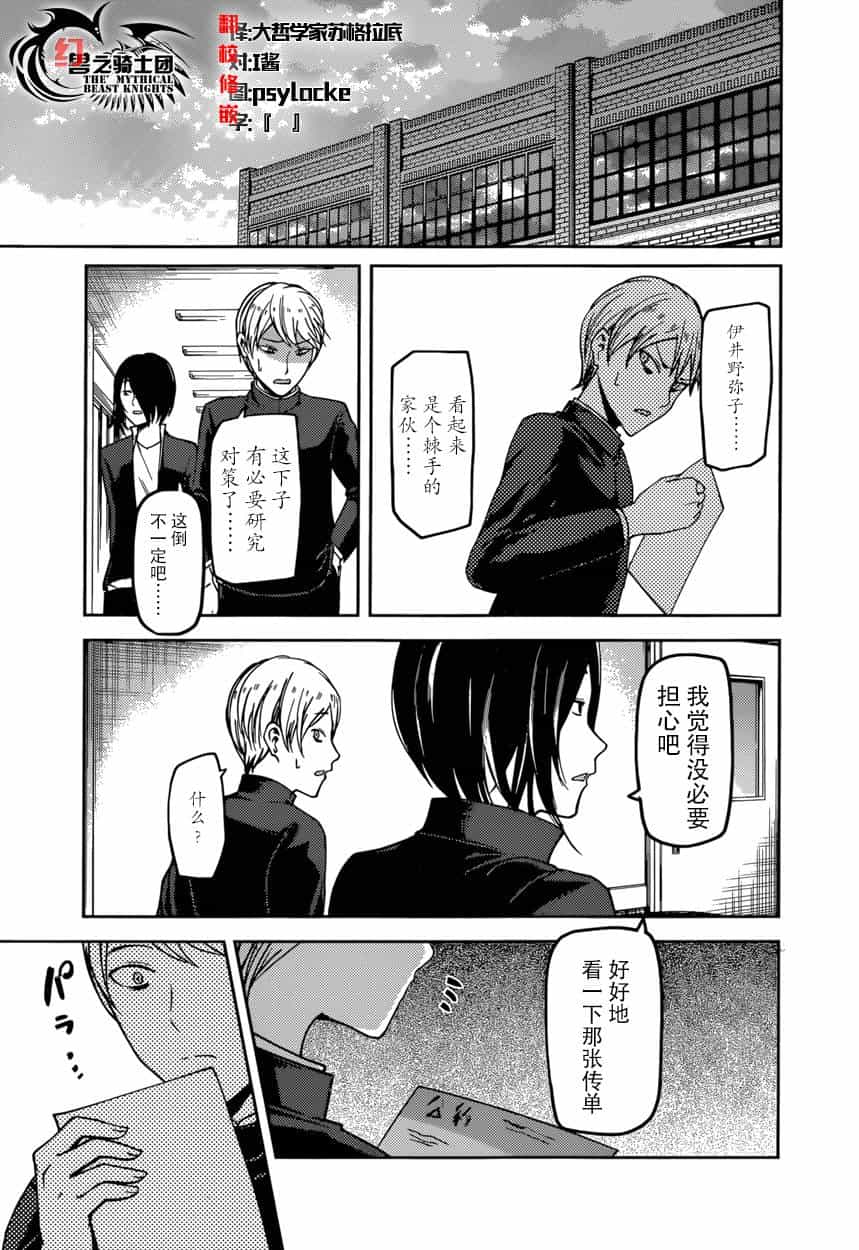 幻兽之骑士团
THE MYTHICAL
BEAST KNIGHTS
翻译:大哲学家苏格拉底
校对:I酱
修图:psylocke
嵌字:『 』
伊井野弥子……
看起来
是个棘手的
家伙……
这下子
有必要研究
对策了……
这倒
不一定吧……
我觉得没必要
担心吧
什么?
好好地
看一下那张传单
パラ…